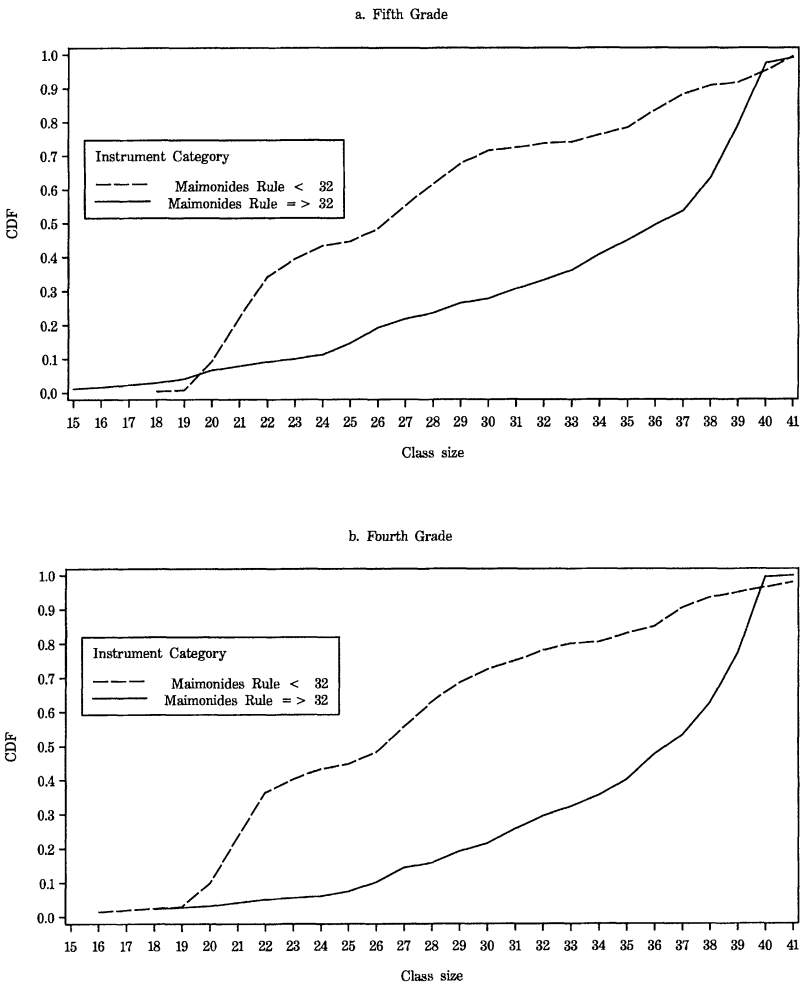 a. Fifth Grade
1.0
0.9
0.8
0.7
0.6
0.5
0.4
0.3
0.2
0.1
0.0
CDF
Instrument Category
Maimonides Rule < 32
Maimonides Rule = > 32
15 16 17 18 19 20 21 22 23 24 25 26 27 28 29 30 31 32 33 34 35 36 37 38 39 40 41
Class size
b. Fourth Grade
1.0
0.9
0.8
0.7
0.6
0.5
0.4
0.3
0.2
0.1
0.0
CDF
Instrument Category
Maimonides Rule < 32
Maimonides Rule = > 32
15 16 17 18 19 20 21 22 23 24 25 26 27 28 29 30 31 32 33 34 35 36 37 38 39 40 41
Class size